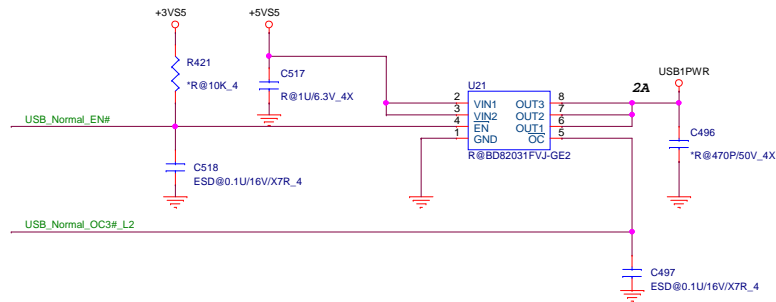 +3VS5
+5VS5
R421
*R@10K_4
C517
R@1U/6.3V_4X
U21
2A
USB1PWR
2 VIN1 OUT3 8
3 VIN2 OUT2 7
4 EN OUT1 6
1 GND OC 5
R@BD82031FVJ-GE2
USB_Normal_EN#
C496
*R@470P/50V_4X
C518
ESD@0.1U/16V/X7R_4
USB_Normal_OC3#_L2
C497
ESD@0.1U/16V/X7R_4